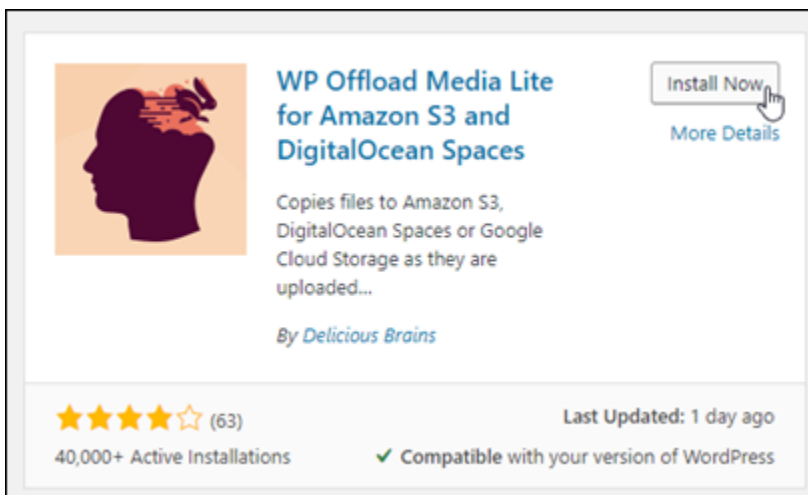 WP Offload Media Lite
for Amazon S3 and
DigitalOcean Spaces
Install Now
More Details
Copies files to Amazon S3,
DigitalOcean Spaces or Google
Cloud Storage as they are
uploaded...
By Delicious Brains
(63)
Last Updated: 1 day ago
40,000+ Active Installations
Compatible with your version of WordPress